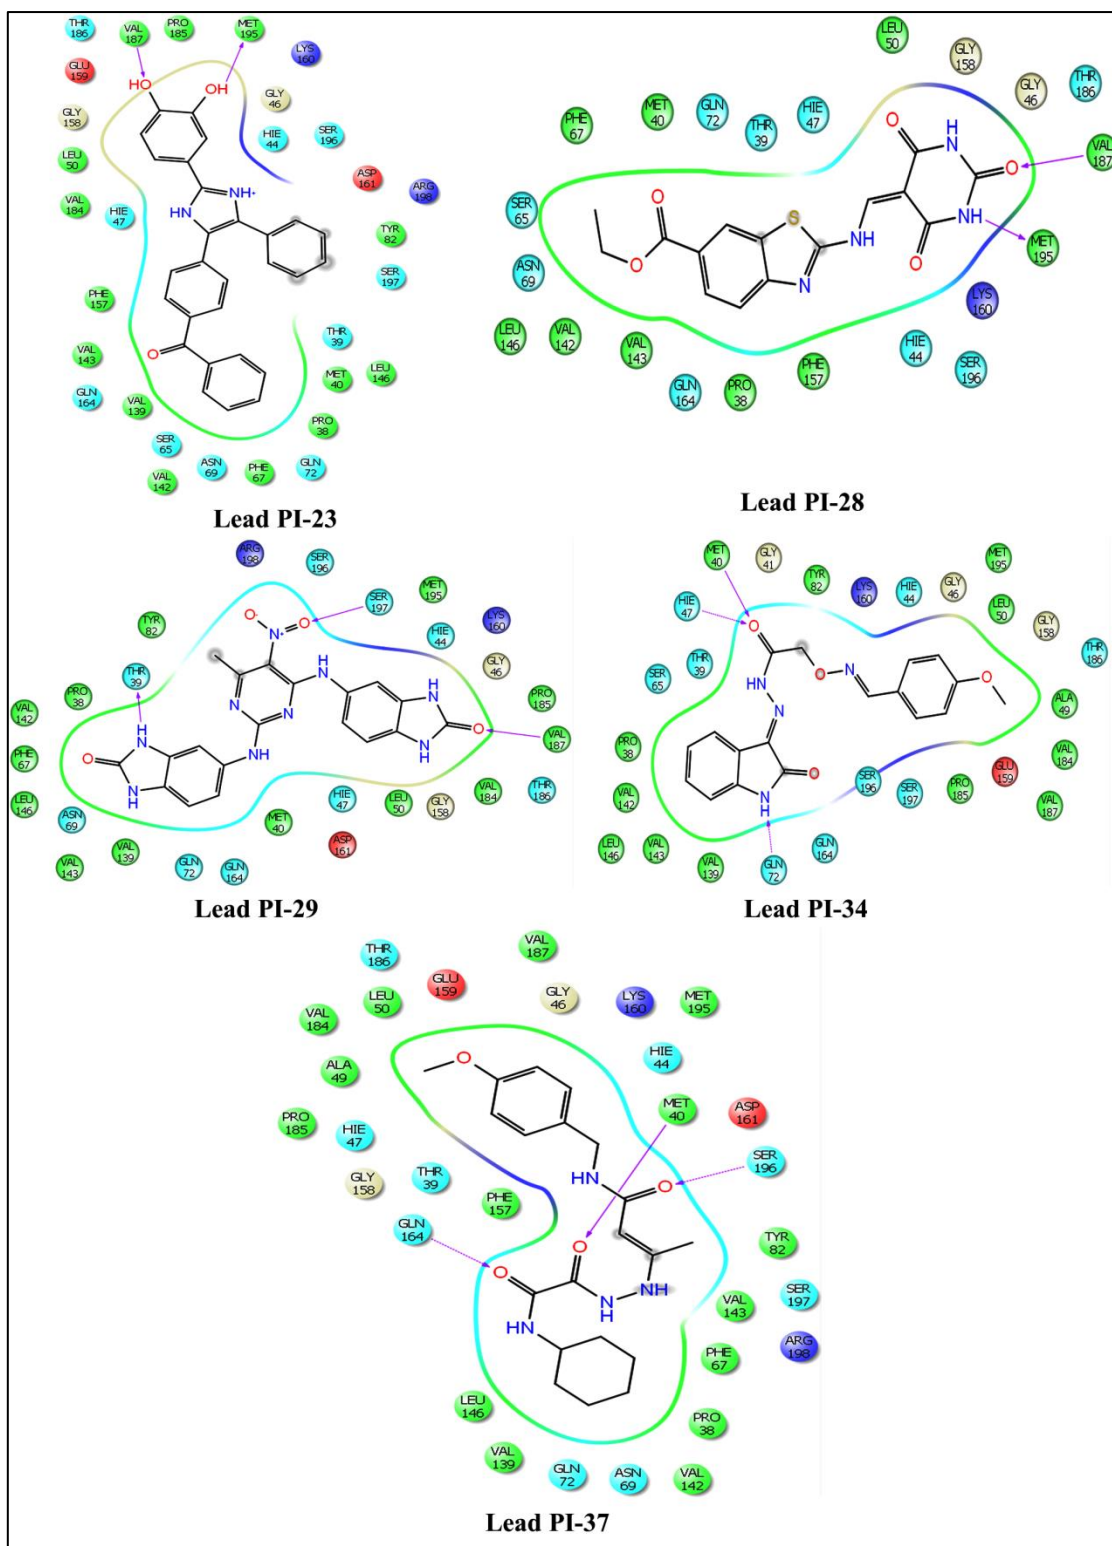 THR 186
VAL 187
PRO 185
MET 195
LYS 160
GLU 159
HO
OH
GLY 46
GLY 158
HIE 44
SER 196
LEU 50
ASP 161
ARG 198
VAL 184
HIE 47
NH+
HN
TYR 82
SER 197
PHE 157
THR 39
VAL 143
O
MET 40
LEU 146
GLN 164
VAL 139
PRO 38
SER 65
VAL 142
ASN 69
PHE 67
GLN 72
Lead PI-23
LEU 50
GLY 158
GLY 46
THR 186
PHE 67
MET 40
GLN 72
THR 39
HIE 47
VAL 187
O
NH
O
SER 65
O
S
NH
NH
O
MET 195
ASN 69
O
N
LYS 160
LEU 146
VAL 142
VAL 143
GLN 164
PRO 38
PHE 157
HIE 44
SER 196
Lead PI-28
ARG 198
SER 196
SER 197
MET 195
TYR 82
O-
N+
O
HIE 44
LYS 160
THR 39
NH
GLY 46
PRO 38
VAL 142
N
N
NH
PRO 185
PHE 67
H N
O
NH
O
N H
N H
VAL 187
LEU 146
ASN 69
HIE 47
LEU 50
GLY 158
VAL 184
THR 186
VAL 143
VAL 139
GLN 72
GLN 164
MET 40
ASP 161
Lead PI-29
MET 40
GLY 41
TYR 82
LYS 160
HIE 44
GLY 46
MET 195
HIE 47
O
LEU 50
GLY 158
THR 186
SER 65
THR 39
NH
O
N
O
N
ALA 49
PRO 38
O
SER 196
SER 197
PRO 185
GLU 159
VAL 184
VAL 142
NH
VAL 187
LEU 146
VAL 143
VAL 139
GLN 72
GLN 164
Lead PI-34
THR 186
VAL 187
GLU 159
LEU 50
GLY 46
LYS 160
MET 195
VAL 184
ALA 49
O
HIE 44
MET 40
ASP 161
PRO 185
HIE 47
SER 196
GLY 158
THR 39
PHE 157
HN
O
GLN 164
O
O
TYR 82
N H
NH
VAL 143
SER 197
HN
PHE 67
ARG 198
LEU 146
PRO 38
VAL 139
GLN 72
ASN 69
VAL 142
Lead PI-37